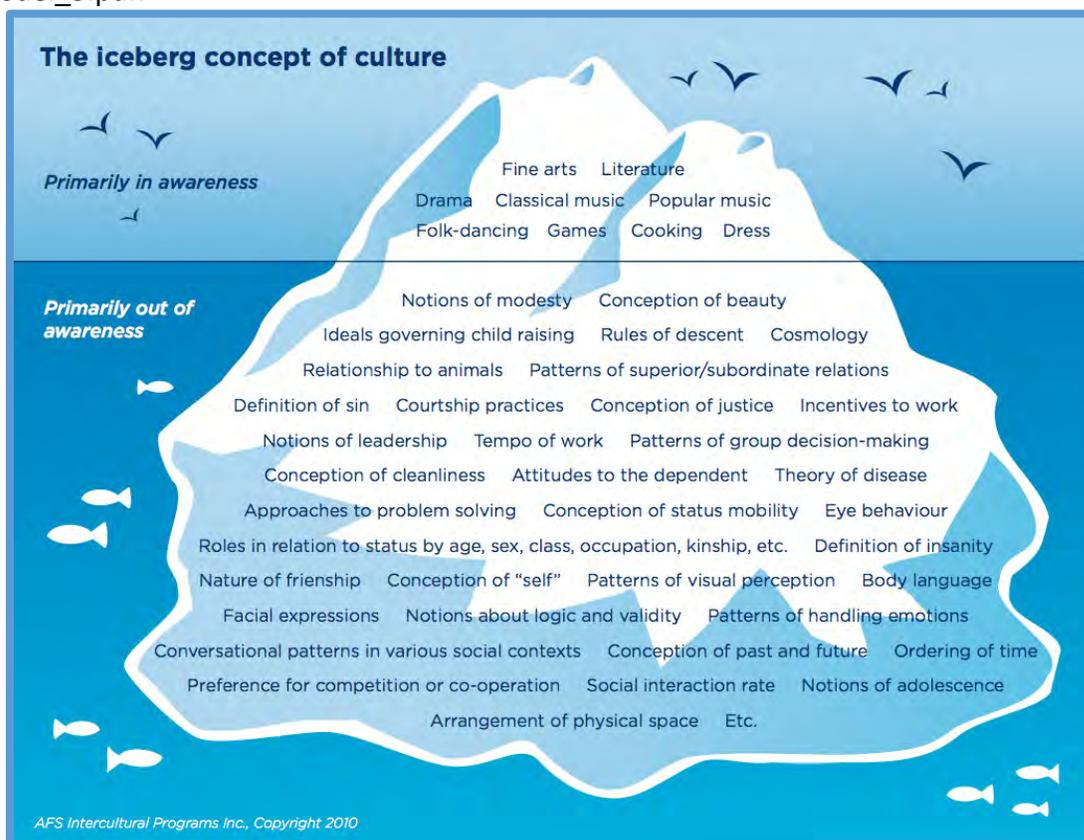 The iceberg concept of culture
Primarily in awareness
Fine arts Literature
Drama Classical music Popular music
Folk-dancing Games Cooking Dress
Primarily out of
awareness
Notions of modesty Conception of beauty
Ideals governing child raising Rules of descent Cosmology
Relationship to animals Patterns of superior/subordinate relations
Definition of sin Courtship practices Conception of justice Incentives to work
Notions of leadership Tempo of work Patterns of group decision-making
Conception of cleanliness Attitudes to the dependent Theory of disease
Approaches to problem solving Conception of status mobility Eye behaviour
Roles in relation to status by age, sex, class, occupation, kinship, etc. Definition of insanity
Nature of frienship Conception of “self” Patterns of visual perception Body language
Facial expressions Notions about logic and validity Patterns of handling emotions
Conversational patterns in various social contexts Conception of past and future Ordering of time
Preference for competition or co-operation Social interaction rate Notions of adolescence
Arrangement of physical space Etc.
AFS Intercultural Programs Inc., Copyright 2010